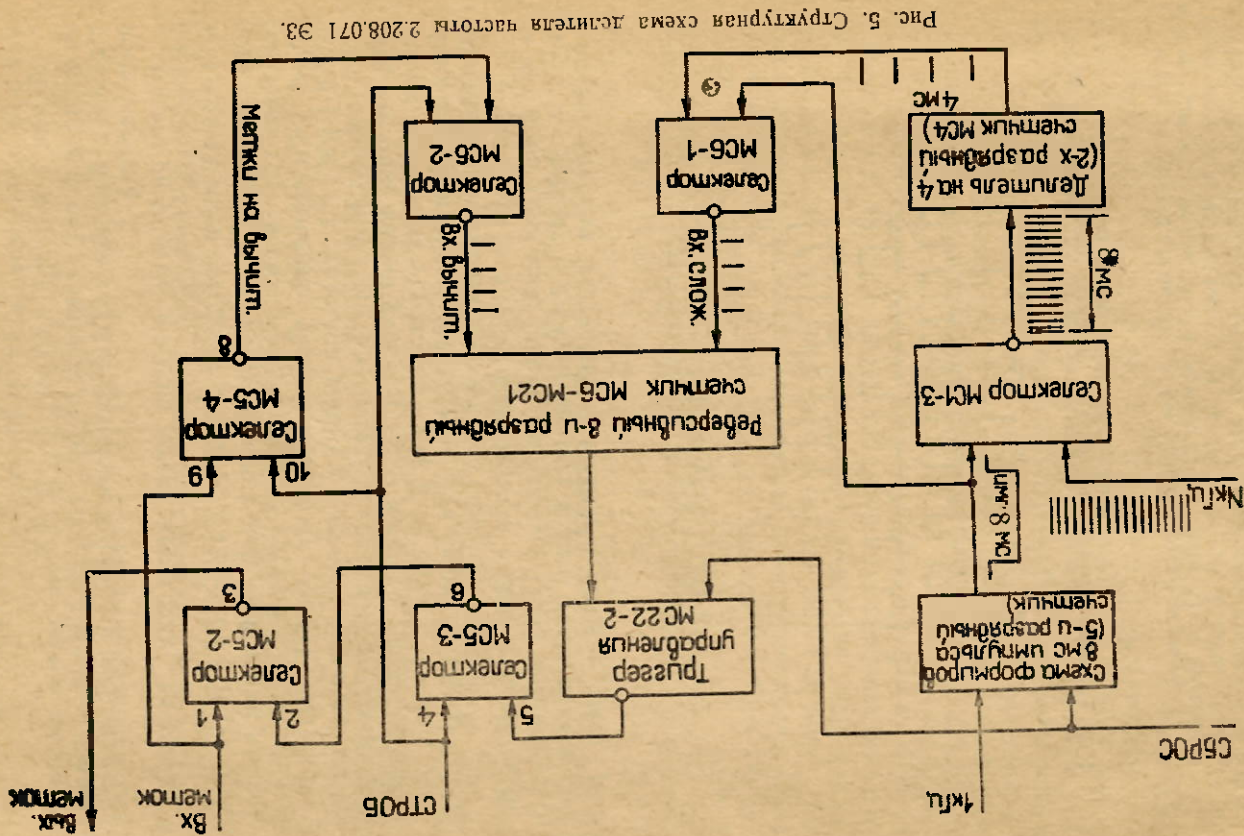 1кГц
СТРОБ
Вх.
меток
Вых.
меток
СБРОС
Схема формиров
8мс импульса
(5-и разрядный
счетчик)
Триггер
управления
МС22-2
5
4
Селектор
МС5-3
6
2
1
Селектор
МС5-2
3
NкГц
имп 8 мс
Реверсивный 8-и разрядный
счетчик МС6-МС21
10
9
Селектор
МС5-4
8
Селектор МС1-3
8 мс
Вх. слож.
Вх. вычит.
Метки на вычит.
Делитель на 4
(2-х разрядный
счетчик МС4)
4мс
Селектор
МС6-1
Селектор
МС6-2
Рис. 5. Структурная схема делителя частоты 2.208.071 Э3.